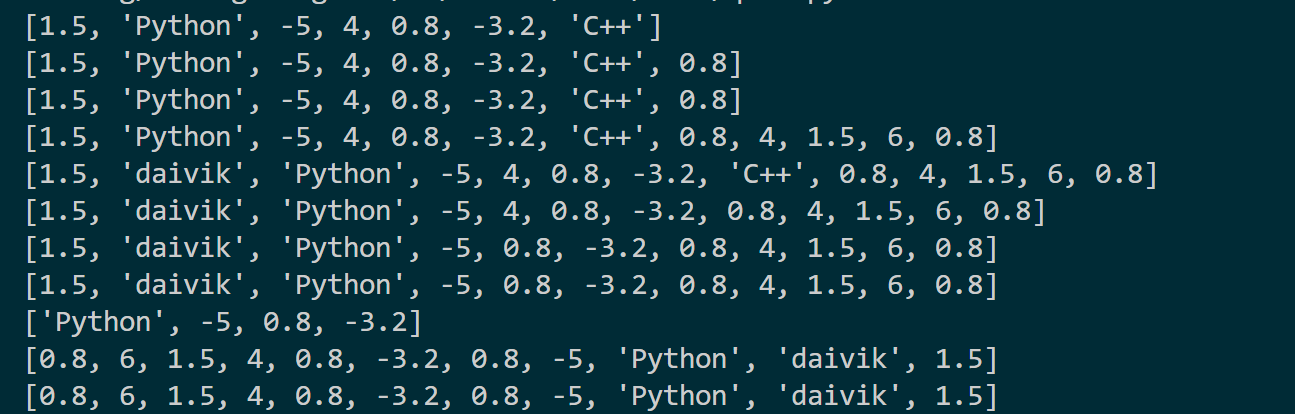 [1.5, 'Python', -5, 4, 0.8, -3.2, 'C++']
[1.5, 'Python', -5, 4, 0.8, -3.2, 'C++', 0.8]
[1.5, 'Python', -5, 4, 0.8, -3.2, 'C++', 0.8]
[1.5, 'Python', -5, 4, 0.8, -3.2, 'C++', 0.8, 4, 1.5, 6, 0.8]
[1.5, 'daivik', 'Python', -5, 4, 0.8, -3.2, 'C++', 0.8, 4, 1.5, 6, 0.8]
[1.5, 'daivik', 'Python', -5, 4, 0.8, -3.2, 0.8, 4, 1.5, 6, 0.8]
[1.5, 'daivik', 'Python', -5, 0.8, -3.2, 0.8, 4, 1.5, 6, 0.8]
[1.5, 'daivik', 'Python', -5, 0.8, -3.2, 0.8, 4, 1.5, 6, 0.8]
['Python', -5, 0.8, -3.2]
[0.8, 6, 1.5, 4, 0.8, -3.2, 0.8, -5, 'Python', 'daivik', 1.5]
[0.8, 6, 1.5, 4, 0.8, -3.2, 0.8, -5, 'Python', 'daivik', 1.5]